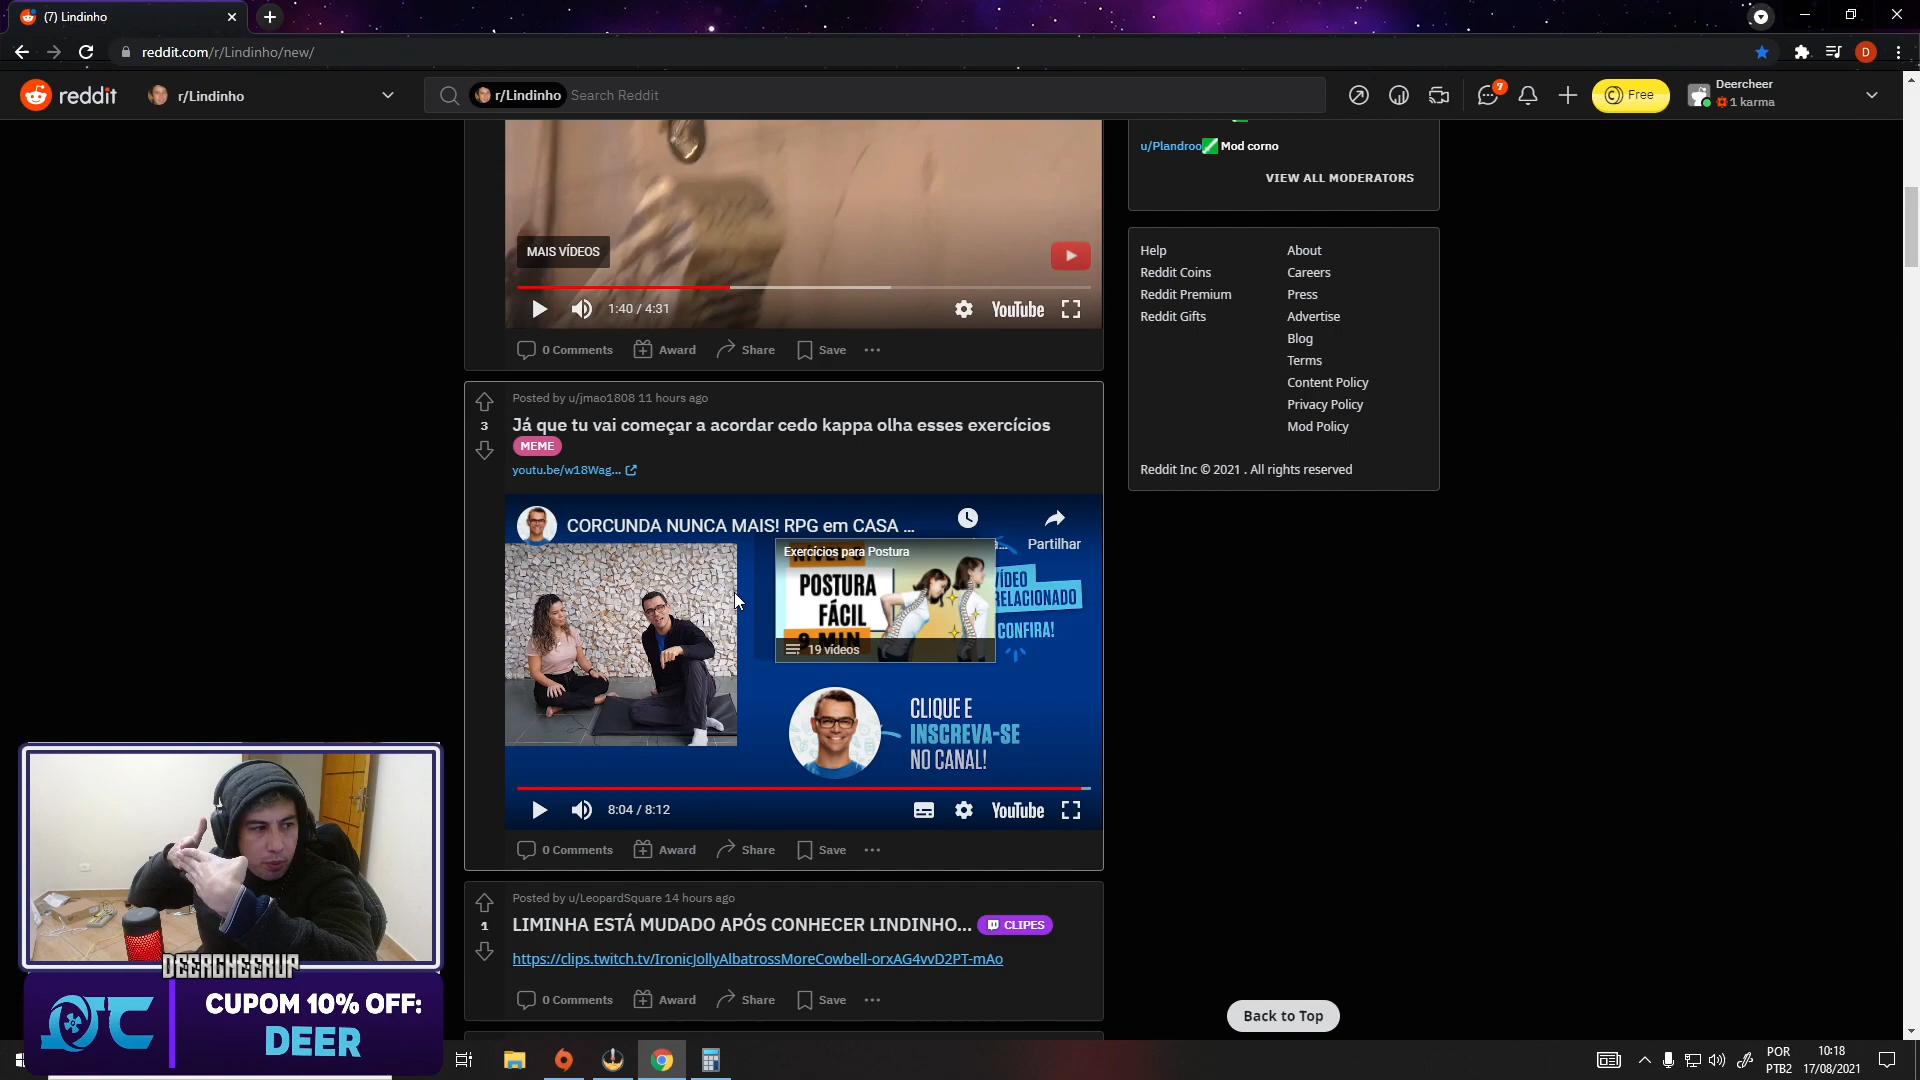 (7) Lindinho
reddit.com/r/Lindinho/new/
D
reddit
r/Lindinho
r/Lindinho Search Reddit
7
Free
Deercheer
1 karma
u/Plandroo Mod corno
VIEW ALL MODERATORS
MAIS VÍDEOS
1:40 / 4:31
YouTube
0 Comments Award Share Save
Help
Reddit Coins
Reddit Premium
Reddit Gifts
About
Careers
Press
Advertise
Blog
Terms
Content Policy
Privacy Policy
Mod Policy
Reddit Inc © 2021 . All rights reserved
3
Posted by u/jmao1808 11 hours ago
Já que tu vai começar a acordar cedo kappa olha esses exercícios
MEME
youtu.be/w18Wag...
CORCUNDA NUNCA MAIS! RPG em CASA ...
Partilhar
Exercícios para Postura
POSTURA
FÁCIL
9 MIN
19 vídeos
VÍDEO
RELACIONADO
CONFIRA!
CLIQUE E
INSCREVA-SE
NO CANAL!
8:04 / 8:12
YouTube
0 Comments Award Share Save
1
Posted by u/LeopardSquare 14 hours ago
LIMINHA ESTÁ MUDADO APÓS CONHECER LINDINHO... CLIPES
https://clips.twitch.tv/IronicJollyAlbatrossMoreCowbell-orxAG4vvD2PT-mAo
0 Comments Award Share Save
Back to Top
DEERCHEERUP
CUPOM 10% OFF:
DEER
POR
PTB2
10:18
17/08/2021